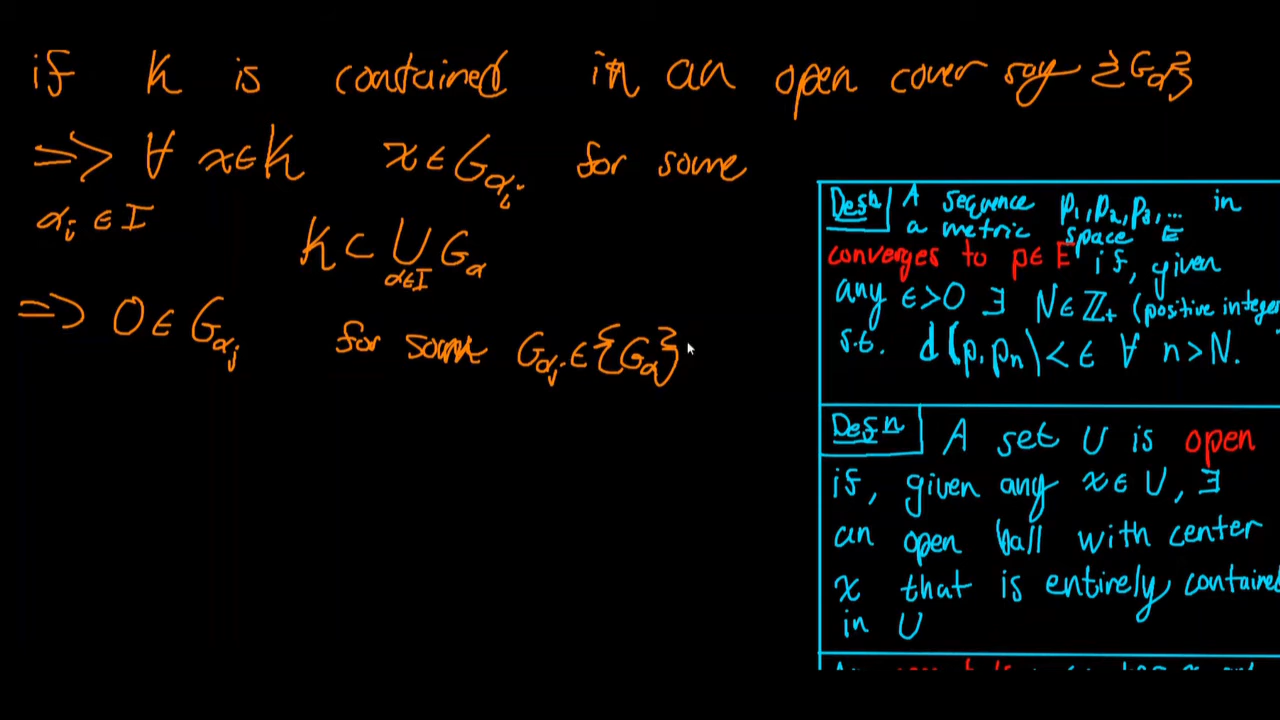 if K is contained in an open cover say {Gα}
=> ∀ x∈K x∈Gαᵢ for some
αᵢ ∈ I
K ⊂ ∪ Gα
α∈I
=> 0 ∈ Gαⱼ for some Gαⱼ ∈ {Gα}
Defn A sequence p₁, p₂, p₃, ... in
a metric space E
converges to p∈E if, given
any ϵ>0 ∃ N∈ℤ₊ (positive integer
s.t. d(p, pₙ) < ϵ ∀ n>N.
Defn A set U is open
if, given any x∈U, ∃
an open ball with center
x that is entirely contained
in U